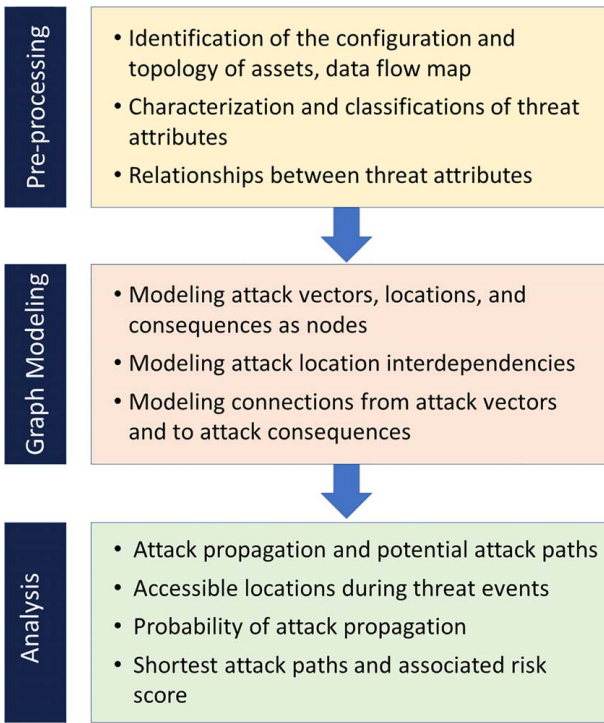 Pre-processing
• Identification of the configuration and
topology of assets, data flow map
• Characterization and classifications of threat
attributes
• Relationships between threat attributes
Graph Modeling
• Modeling attack vectors, locations, and
consequences as nodes
• Modeling attack location interdependencies
• Modeling connections from attack vectors
and to attack consequences
Analysis
• Attack propagation and potential attack paths
• Accessible locations during threat events
• Probability of attack propagation
• Shortest attack paths and associated risk
score